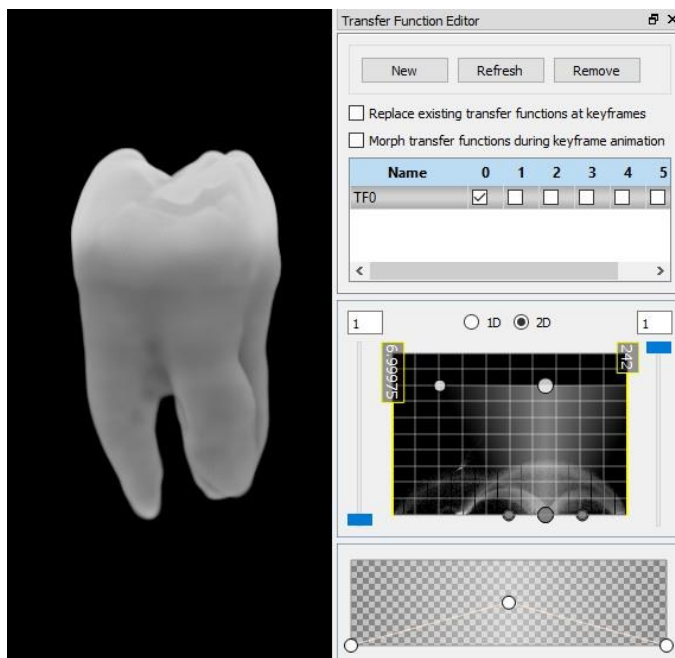 Transfer Function Editor
New Refresh Remove
Replace existing transfer functions at keyframes
Morph transfer functions during keyframe animation
Name 0 1 2 3 4 5
TF0
1 1D 2D 1
6.99975 242